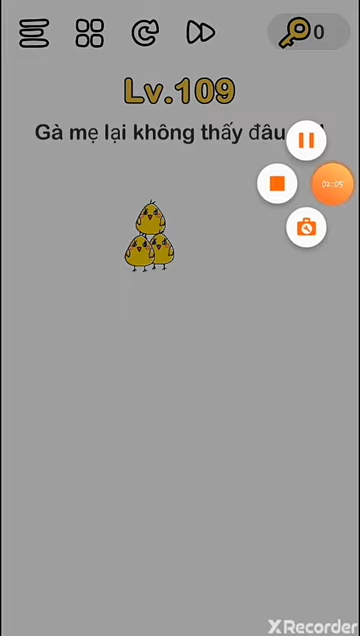 0
Lv.109
Gà mẹ lại không thấy đâu
02:05
XRecorder